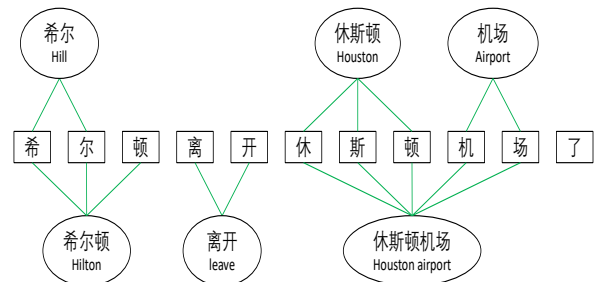 希尔
Hill
休斯顿
Houston
机场
Airport
希 尔 顿 离 开 休 斯 顿 机 场 了
希尔顿
Hilton
离开
leave
休斯顿机场
Houston airport